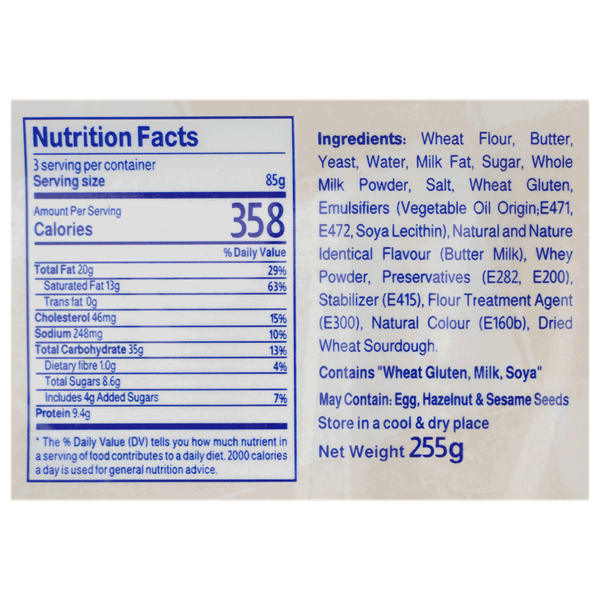 Nutrition Facts
3 serving per container
Serving size 85g
Amount Per Serving
Calories 358
% Daily Value
Total Fat 20g 29%
Saturated Fat 13g 63%
Trans fat 0g
Cholesterol 46mg 15%
Sodium 248mg 10%
Total Carbohydrate 35g 13%
Dietary fibre 1.0g 4%
Total Sugars 8.6g
Includes 4g Added Sugars 7%
Protein 9.4g
* The % Daily Value (DV) tells you how much nutrient in
a serving of food contributes to a daily diet. 2000 calories
a day is used for general nutrition advice.
Ingredients: Wheat Flour, Butter,
Yeast, Water, Milk Fat, Sugar, Whole
Milk Powder, Salt, Wheat Gluten,
Emulsifiers (Vegetable Oil Origin;E471,
E472, Soya Lecithin), Natural and Nature
Identical Flavour (Butter Milk), Whey
Powder, Preservatives (E282, E200),
Stabilizer (E415), Flour Treatment Agent
(E300), Natural Colour (E160b), Dried
Wheat Sourdough.
Contains "Wheat Gluten, Milk, Soya"
May Contain: Egg, Hazelnut & Sesame Seeds
Store in a cool & dry place
Net Weight 255g